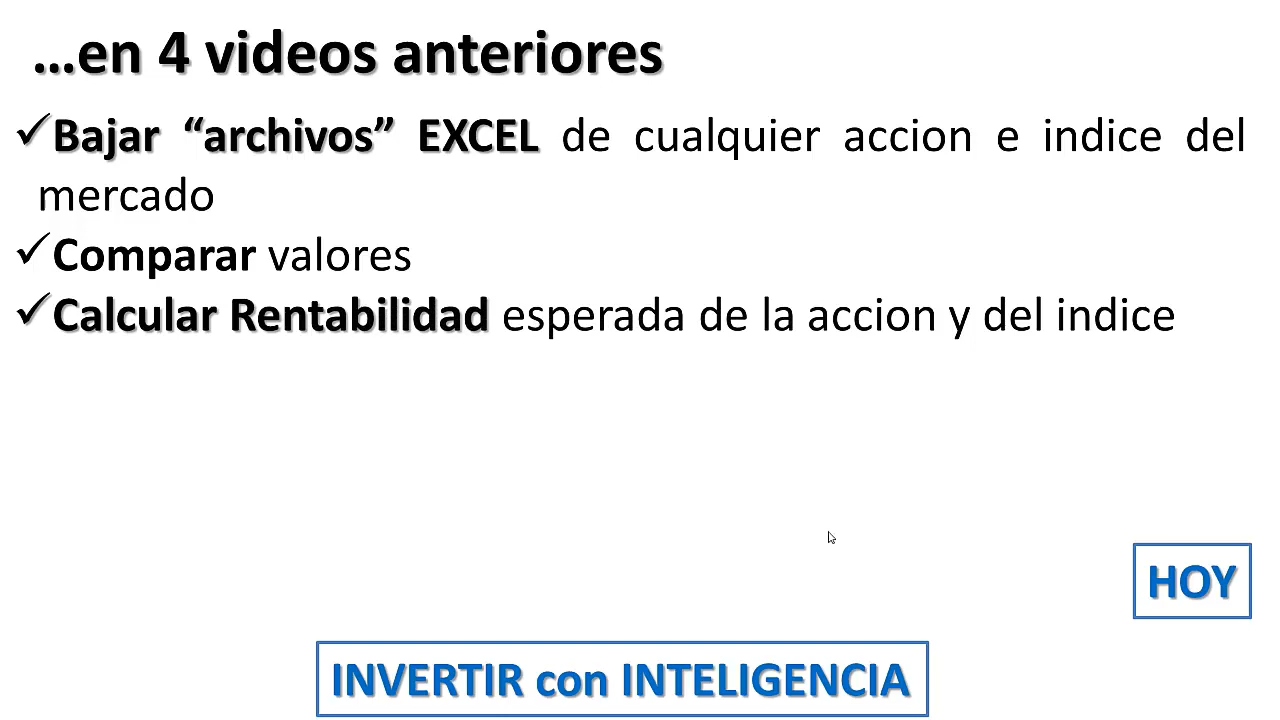 …en 4 videos anteriores
✓Bajar “archivos” EXCEL de cualquier accion e indice del
mercado
✓Comparar valores
✓Calcular Rentabilidad esperada de la accion y del indice
HOY
INVERTIR con INTELIGENCIA